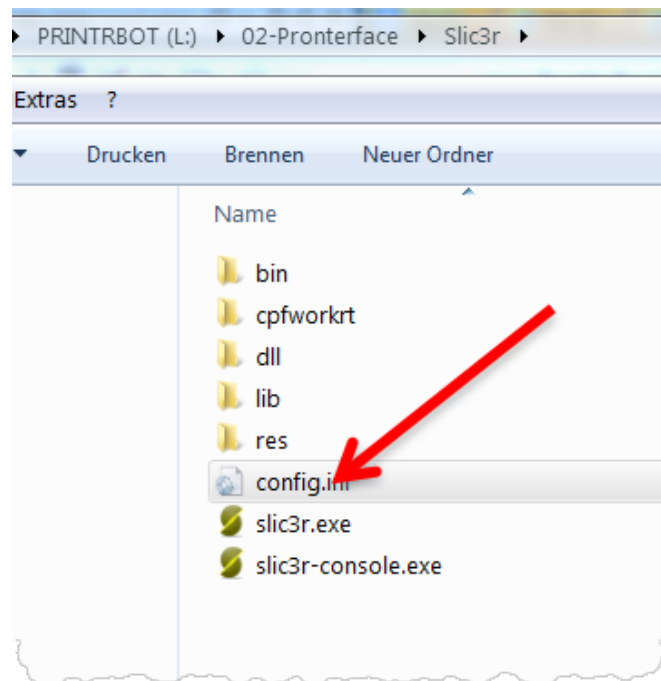 PRINTRBOT (L:) ▸ 02-Pronterface ▸ Slic3r ▸
Extras ?
Drucken Brennen Neuer Ordner
Name
bin
cpfworkrt
dll
lib
res
config.ini
slic3r.exe
slic3r-console.exe